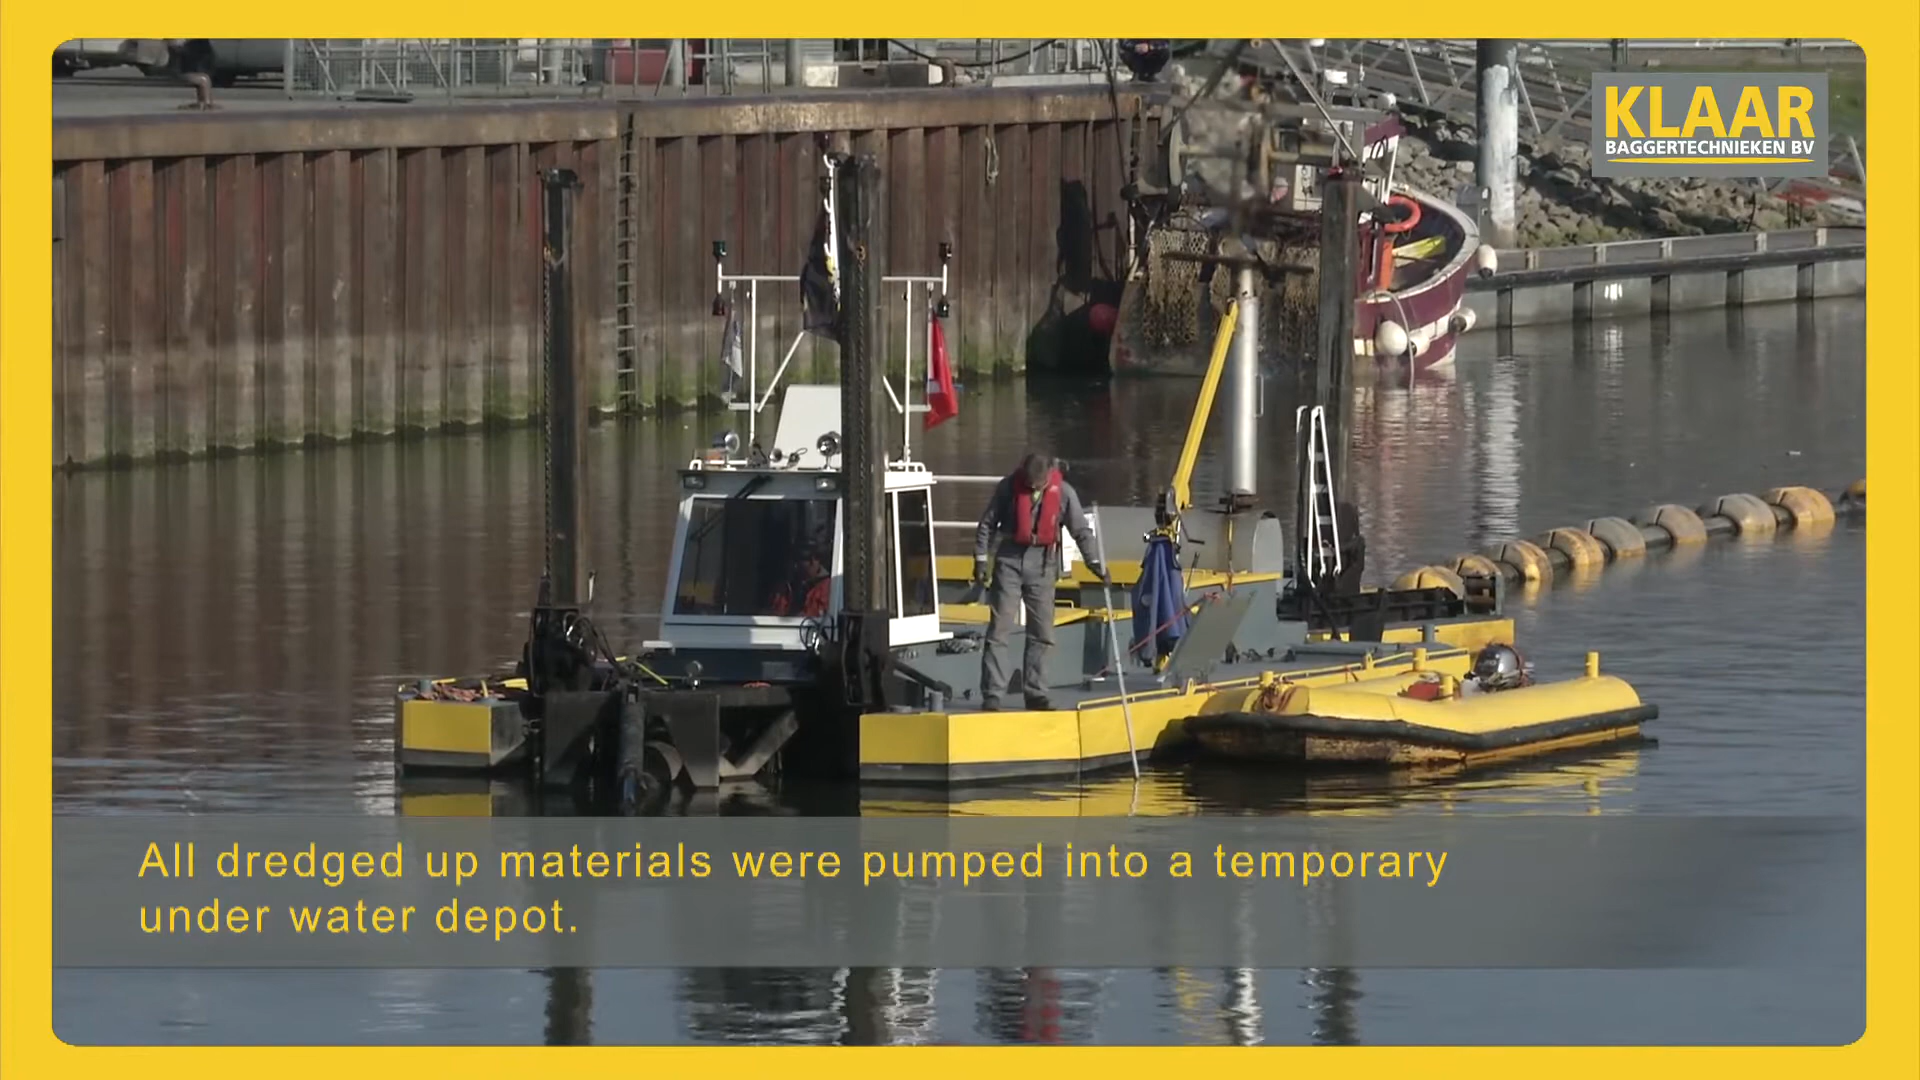 KLAAR
BAGGERTECHNIEKEN BV
All dredged up materials were pumped into a temporary
under water depot.